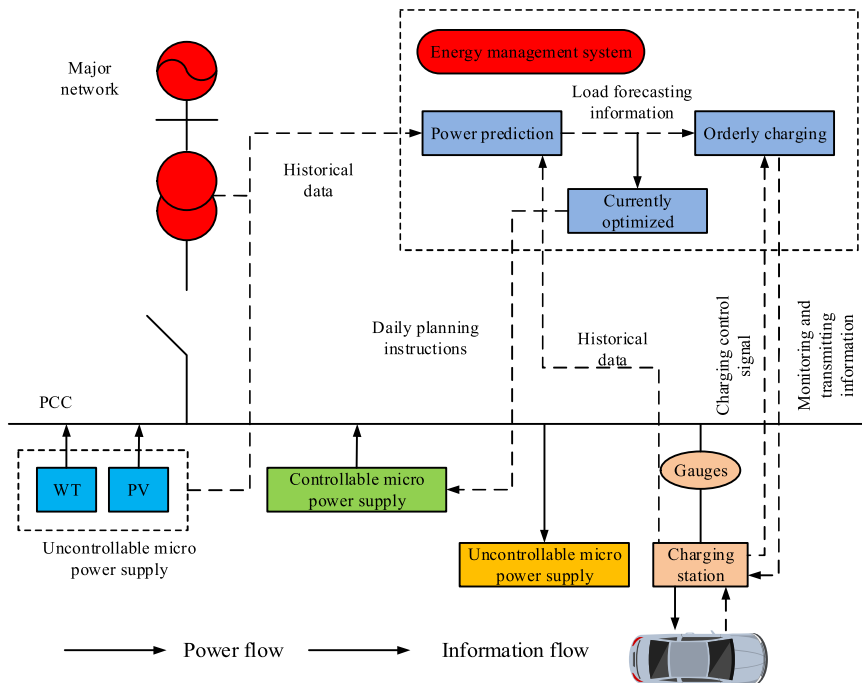 Energy management system
Major
network
Load forecasting
information
Power prediction
Orderly charging
Historical
data
Currently
optimized
Daily planning
instructions
Historical
data
Charging control
signal
Monitoring and
transmitting
information
PCC
WT
PV
Controllable micro
power supply
Gauges
Uncontrollable micro
power supply
Uncontrollable micro
power supply
Charging
station
Power flow
Information flow